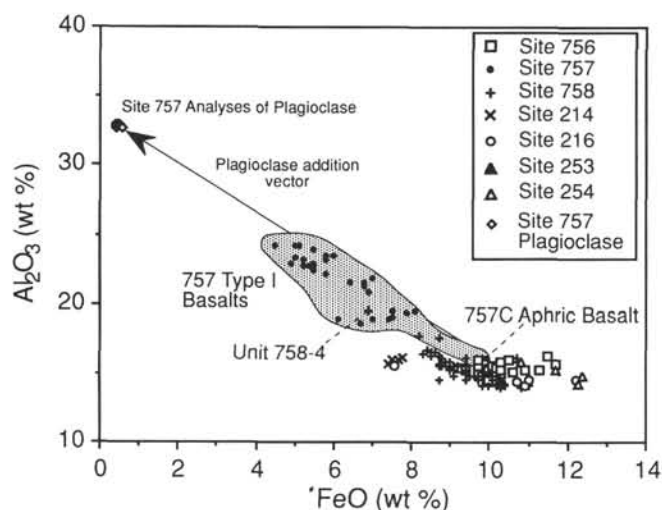 40
30
20
10
Al₂O₃ (wt %)
0
2
4
6
8
10
12
14
*FeO (wt %)
Site 757 Analyses of Plagioclase
Plagioclase addition
vector
757 Type I
Basalts
Unit 758-4
757C Aphric Basalt
Site 756
Site 757
Site 758
Site 214
Site 216
Site 253
Site 254
Site 757
Plagioclase